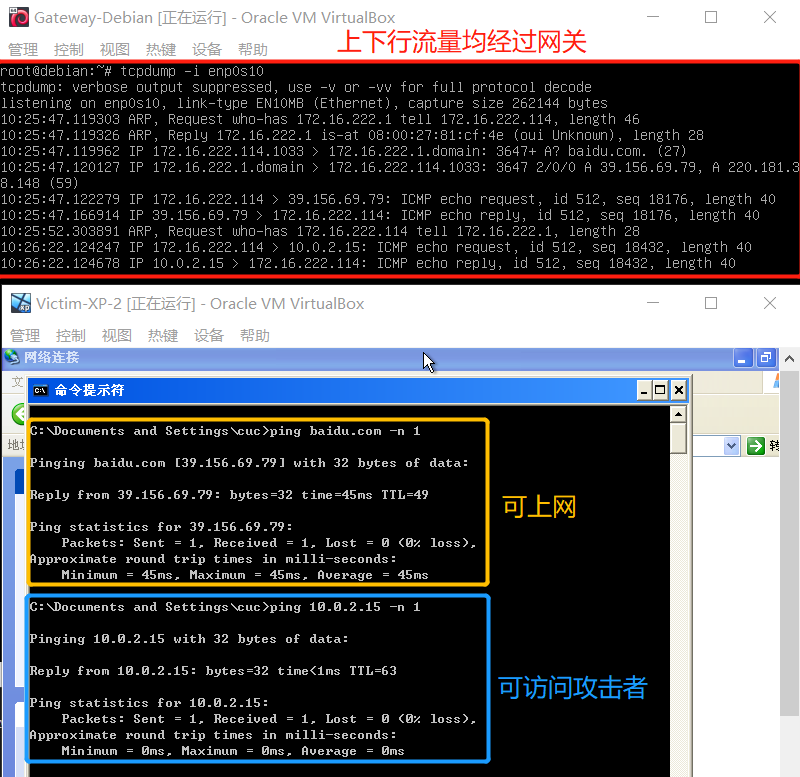 Gateway-Debian [正在运行] - Oracle VM VirtualBox
管理 控制 视图 热键 设备 帮助
上下行流量均经过网关
root@debian:~# tcpdump -i enp0s10
tcpdump: verbose output suppressed, use -v or -vv for full protocol decode
listening on enp0s10, link-type EN10MB (Ethernet), capture size 262144 bytes
10:25:47.119303 ARP, Request who-has 172.16.222.1 tell 172.16.222.114, length 46
10:25:47.119326 ARP, Reply 172.16.222.1 is-at 08:00:27:81:cf:4e (oui Unknown), length 28
10:25:47.119962 IP 172.16.222.114.1033 > 172.16.222.1.domain: 3647+ A? baidu.com. (27)
10:25:47.120127 IP 172.16.222.1.domain > 172.16.222.114.1033: 3647 2/0/0 A 39.156.69.79, A 220.181.3
8.148 (59)
10:25:47.122279 IP 172.16.222.114 > 39.156.69.79: ICMP echo request, id 512, seq 18176, length 40
10:25:47.166914 IP 39.156.69.79 > 172.16.222.114: ICMP echo reply, id 512, seq 18176, length 40
10:25:52.303891 ARP, Request who-has 172.16.222.114 tell 172.16.222.1, length 28
10:26:22.124247 IP 172.16.222.114 > 10.0.2.15: ICMP echo request, id 512, seq 18432, length 40
10:26:22.124678 IP 10.0.2.15 > 172.16.222.114: ICMP echo reply, id 512, seq 18432, length 40
Victim-XP-2 [正在运行] - Oracle VM VirtualBox
管理 控制 视图 热键 设备 帮助
网络连接
文
命令提示符
地址
转
C:\Documents and Settings\cuc>ping baidu.com -n 1
Pinging baidu.com [39.156.69.79] with 32 bytes of data:
Reply from 39.156.69.79: bytes=32 time=45ms TTL=49
Ping statistics for 39.156.69.79:
Packets: Sent = 1, Received = 1, Lost = 0 (0% loss),
Approximate round trip times in milli-seconds:
Minimum = 45ms, Maximum = 45ms, Average = 45ms
可上网
C:\Documents and Settings\cuc>ping 10.0.2.15 -n 1
Pinging 10.0.2.15 with 32 bytes of data:
Reply from 10.0.2.15: bytes=32 time<1ms TTL=63
Ping statistics for 10.0.2.15:
Packets: Sent = 1, Received = 1, Lost = 0 (0% loss),
Approximate round trip times in milli-seconds:
Minimum = 0ms, Maximum = 0ms, Average = 0ms
可访问攻击者